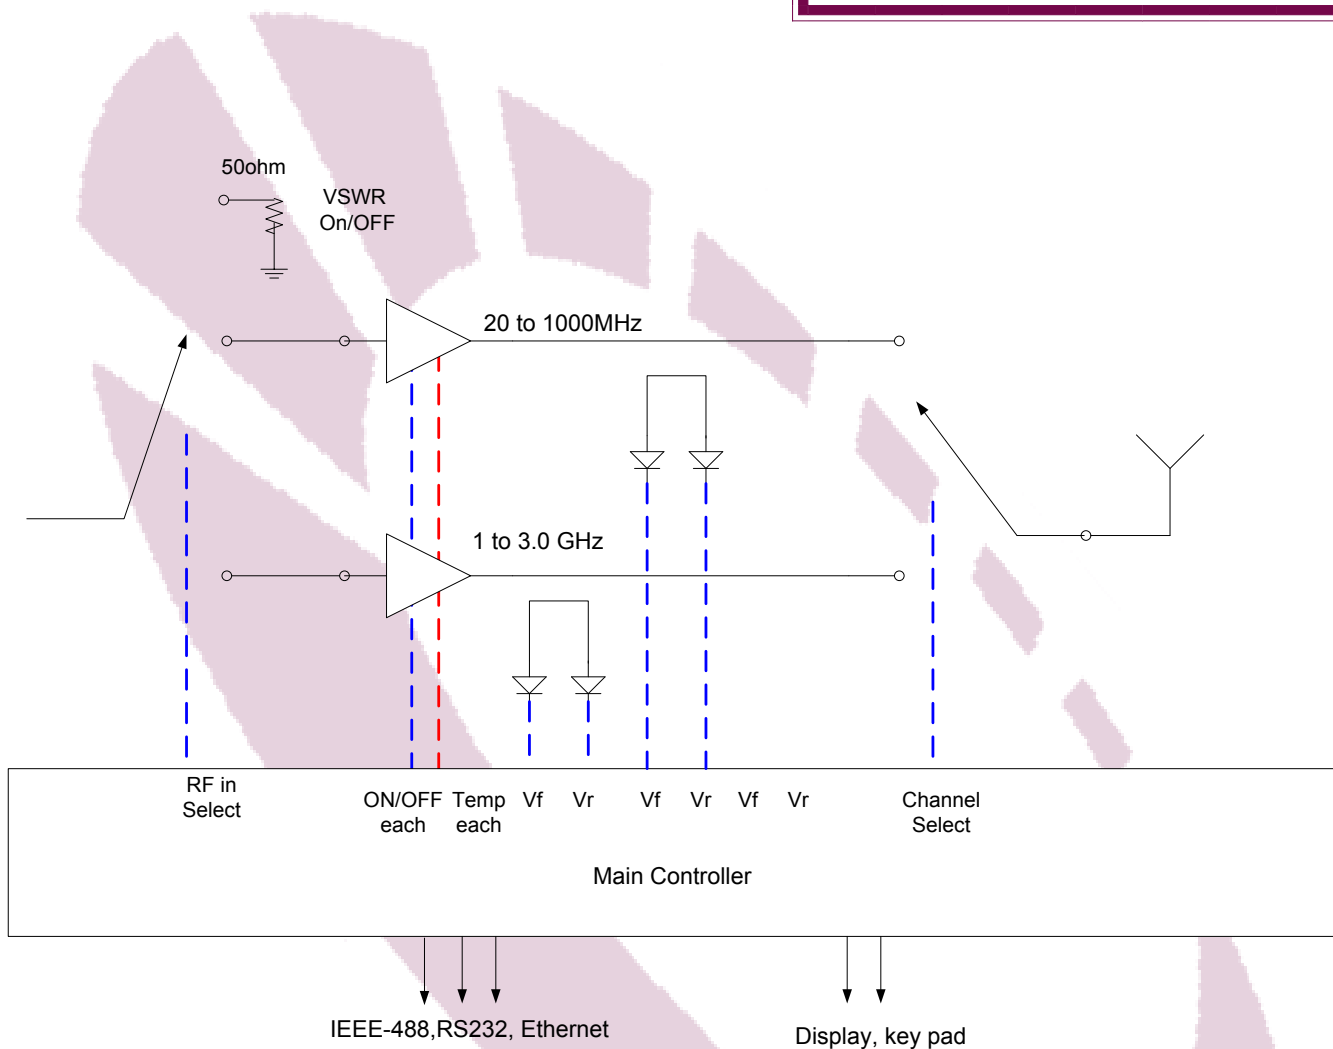 50ohm
VSWR
On/OFF
20 to 1000MHz
1 to 3.0 GHz
RF in
Select
ON/OFF
each
Temp
each
Vf
Vr
Vf
Vr
Vf
Vr
Channel
Select
Main Controller
IEEE-488,RS232, Ethernet
Display, key pad